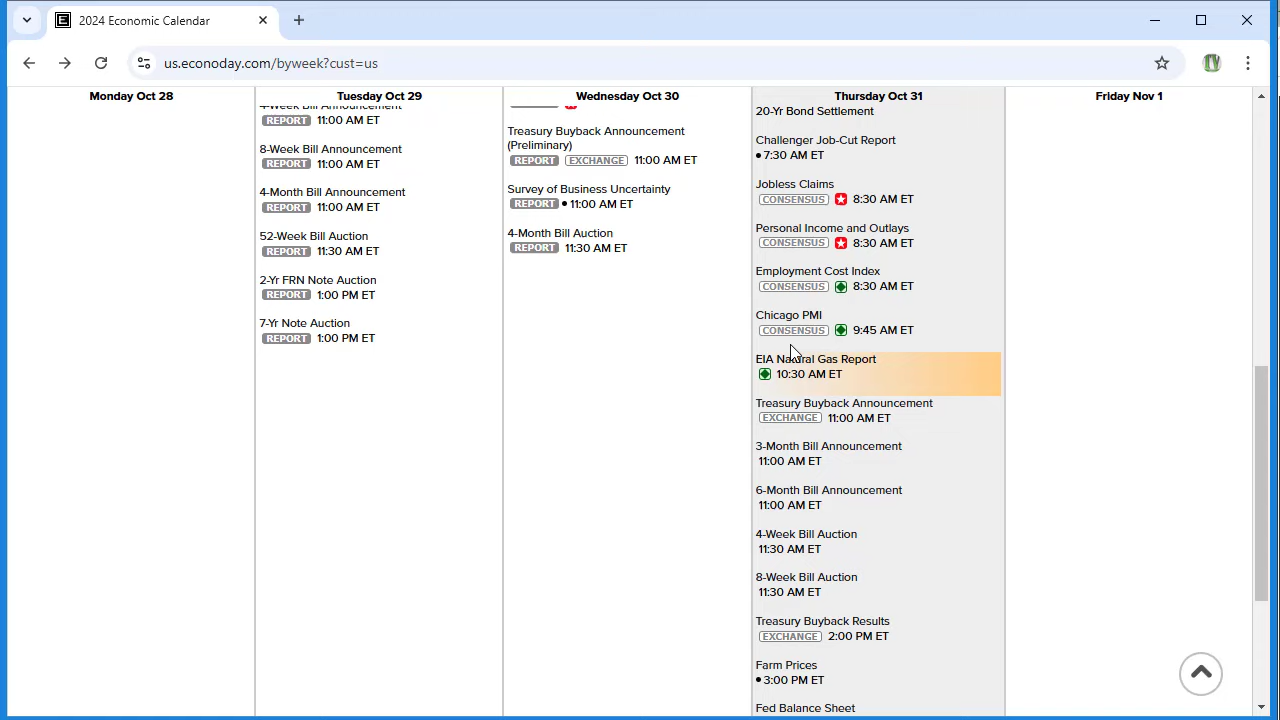 2024 Economic Calendar
us.econoday.com/byweek?cust=us
Monday Oct 28
Tuesday Oct 29
Wednesday Oct 30
Thursday Oct 31
Friday Nov 1
4-Week Bill Announcement
REPORT 11:00 AM ET
8-Week Bill Announcement
REPORT 11:00 AM ET
4-Month Bill Announcement
REPORT 11:00 AM ET
52-Week Bill Auction
REPORT 11:30 AM ET
2-Yr FRN Note Auction
REPORT 1:00 PM ET
7-Yr Note Auction
REPORT 1:00 PM ET
Treasury Buyback Announcement
(Preliminary)
REPORT EXCHANGE 11:00 AM ET
Survey of Business Uncertainty
REPORT • 11:00 AM ET
4-Month Bill Auction
REPORT 11:30 AM ET
20-Yr Bond Settlement
Challenger Job-Cut Report
• 7:30 AM ET
Jobless Claims
CONSENSUS 8:30 AM ET
Personal Income and Outlays
CONSENSUS 8:30 AM ET
Employment Cost Index
CONSENSUS 8:30 AM ET
Chicago PMI
CONSENSUS 9:45 AM ET
EIA Natural Gas Report
10:30 AM ET
Treasury Buyback Announcement
EXCHANGE 11:00 AM ET
3-Month Bill Announcement
11:00 AM ET
6-Month Bill Announcement
11:00 AM ET
4-Week Bill Auction
11:30 AM ET
8-Week Bill Auction
11:30 AM ET
Treasury Buyback Results
EXCHANGE 2:00 PM ET
Farm Prices
• 3:00 PM ET
Fed Balance Sheet